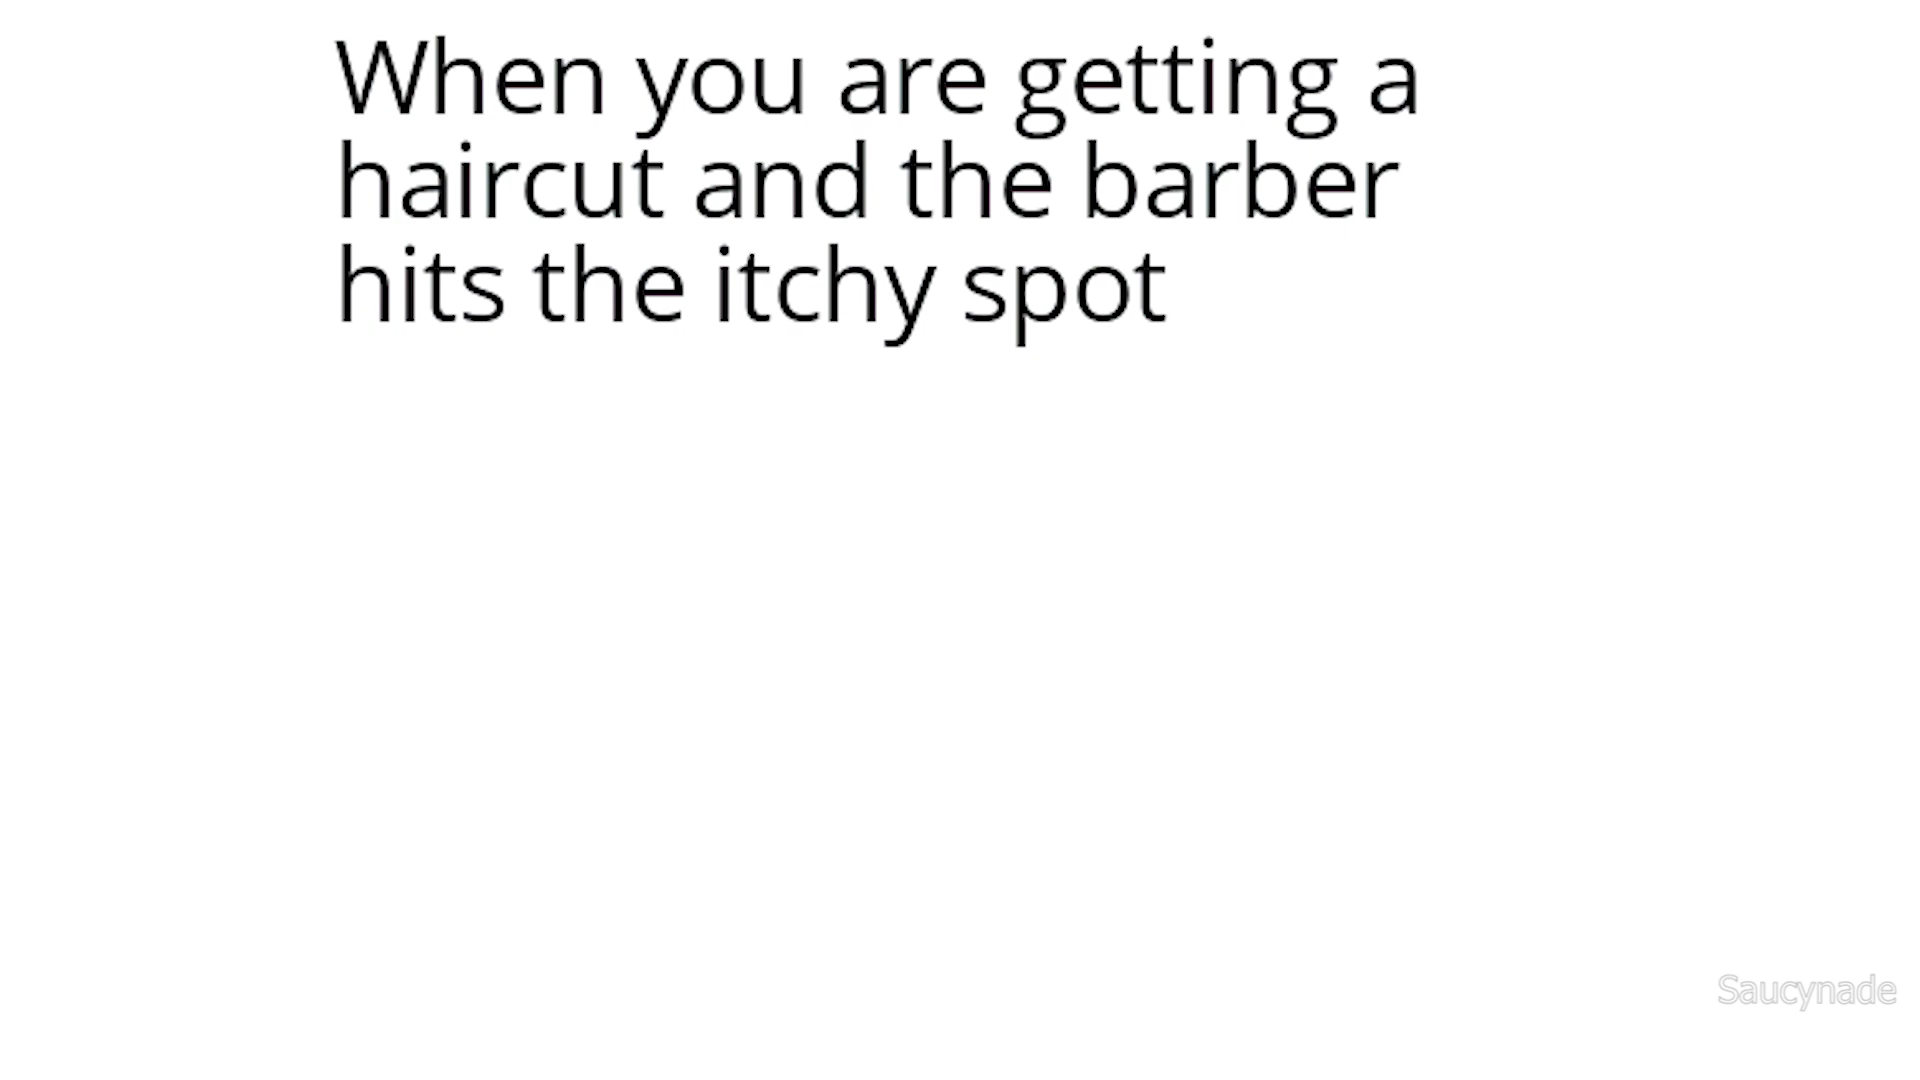 When you are getting a
haircut and the barber
hits the itchy spot
Saucynade